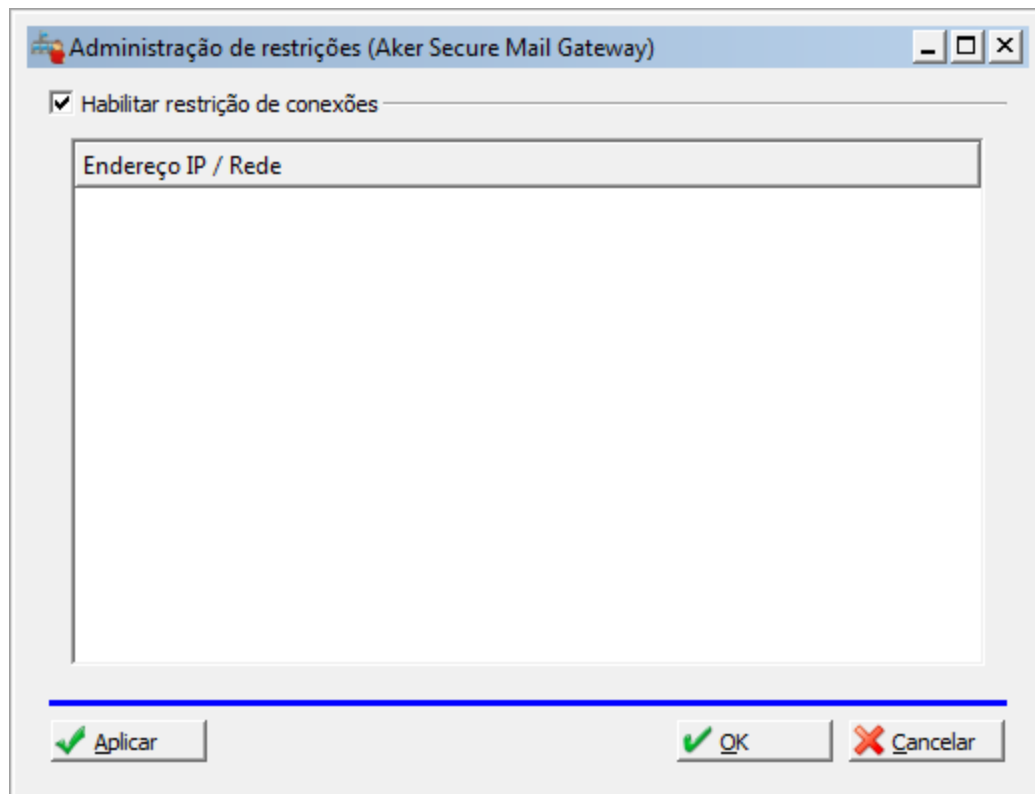 Administração de restrições (Aker Secure Mail Gateway)
Habilitar restrição de conexões
Endereço IP / Rede
Aplicar
OK
Cancelar